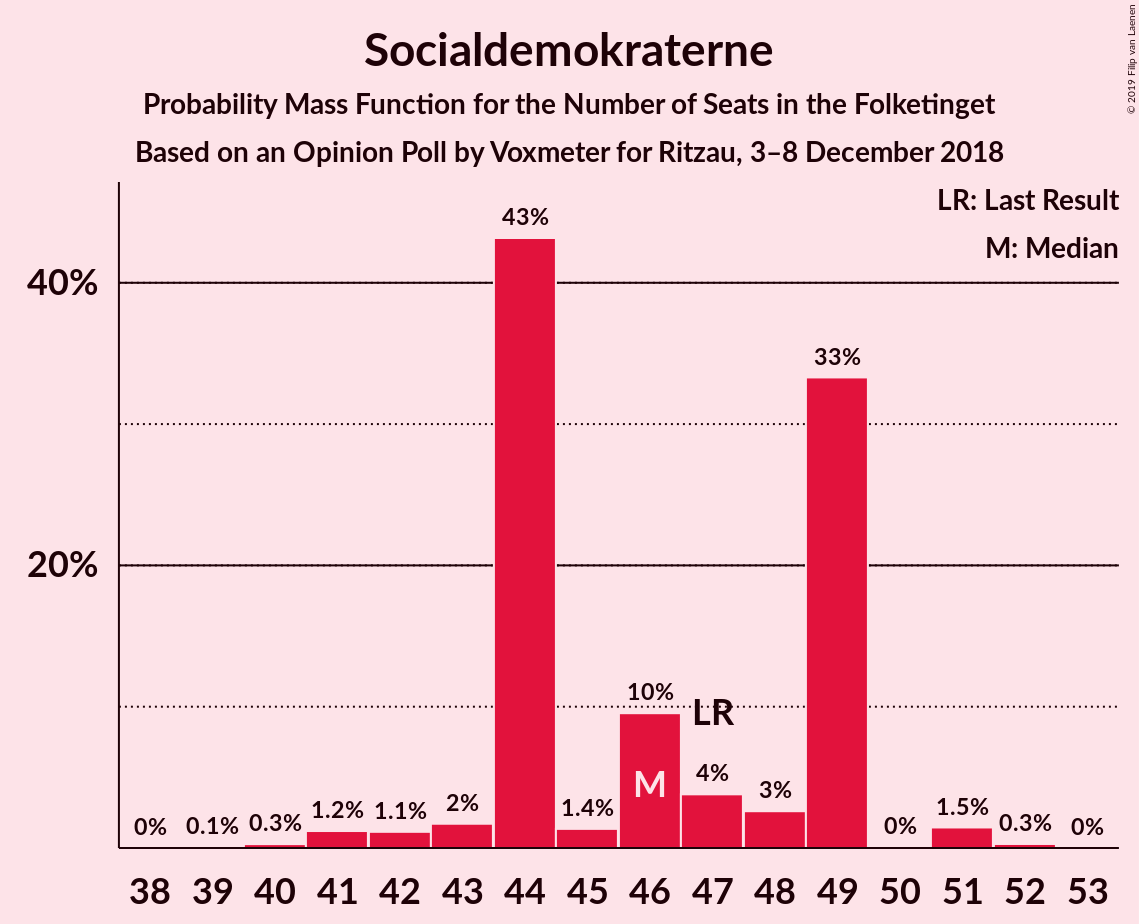 Socialdemokraterne
Probability Mass Function for the Number of Seats in the Folketinget
Based on an Opinion Poll by Voxmeter for Ritzau, 3–8 December 2018
© 2019 Filip van Laenen
LR: Last Result
M: Median
40%
20%
0% 0.1% 0.3% 1.2% 1.1% 2% 43% 1.4% 10% 4% 3% 33% 0% 1.5% 0.3% 0%
M
LR
38 39 40 41 42 43 44 45 46 47 48 49 50 51 52 53